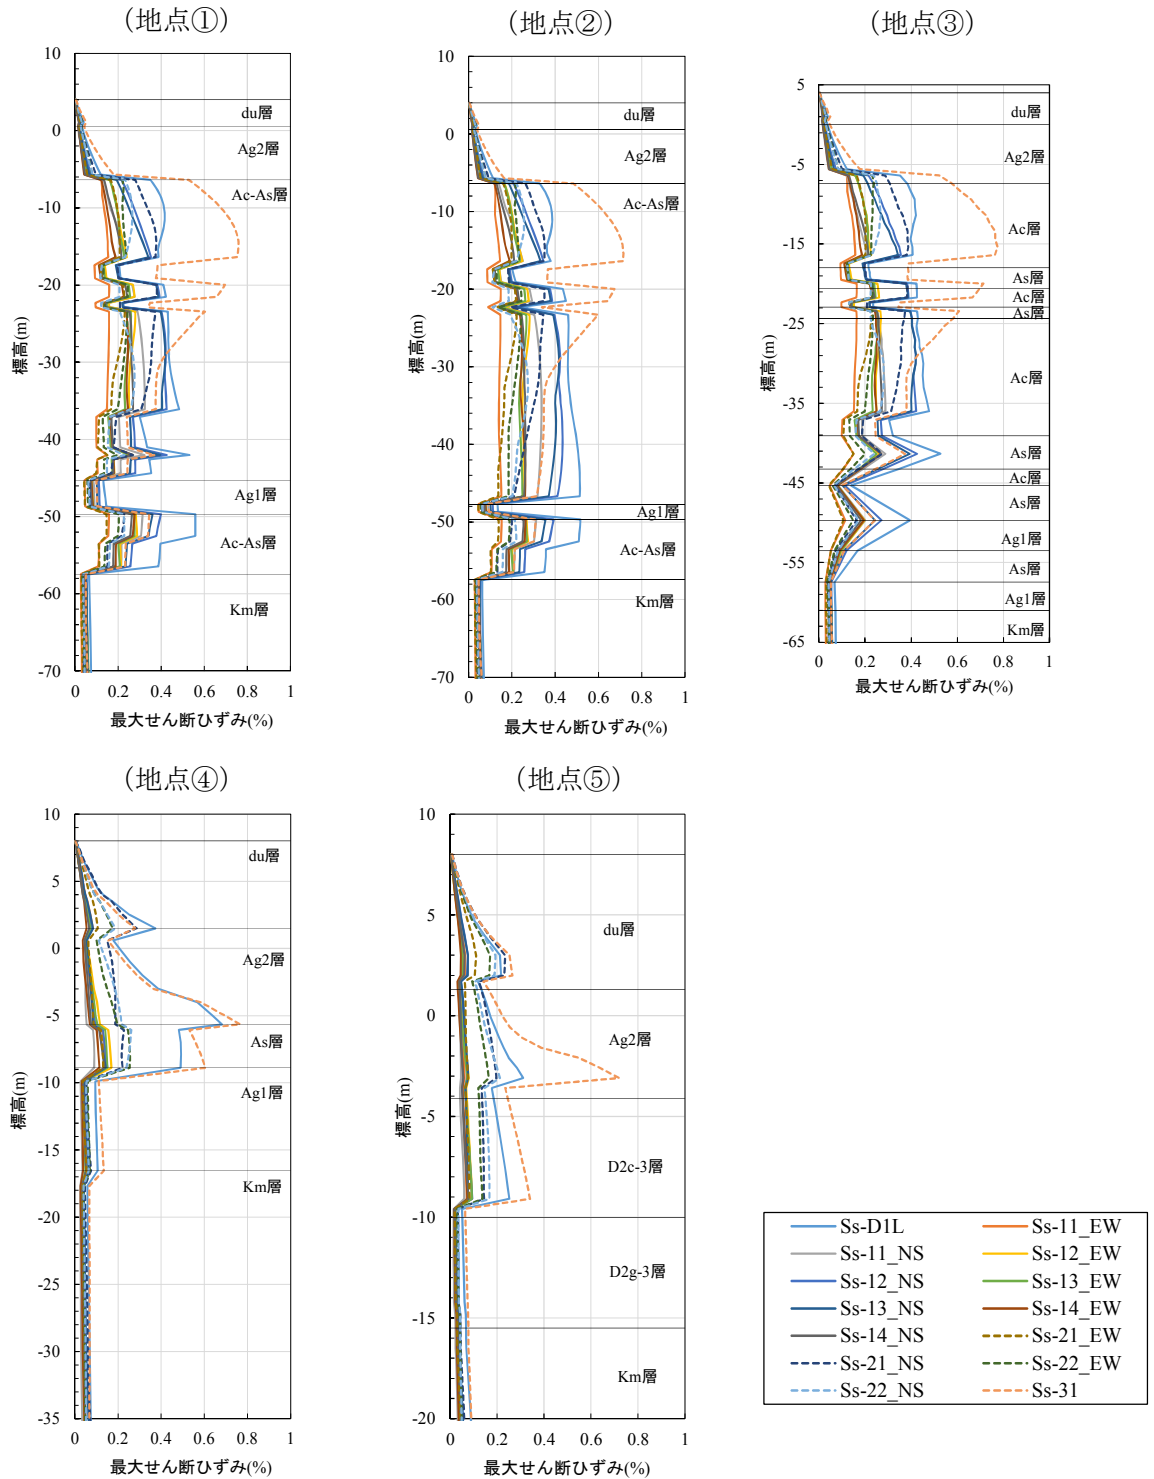 (地点①)
10
0
-10
-20
-30
-40
-50
-60
-70
標高(m)
du層
Ag2層
Ac-As層
Ag1層
Ac-As層
Km層
0 0.2 0.4 0.6 0.8 1
最大せん断ひずみ(%)
(地点②)
10
0
-10
-20
-30
-40
-50
-60
-70
標高(m)
du層
Ag2層
Ac-As層
Ag1層
Ac-As層
Km層
0 0.2 0.4 0.6 0.8 1
最大せん断ひずみ(%)
(地点③)
5
-5
-15
-25
-35
-45
-55
-65
標高(m)
du層
Ag2層
Ac層
As層
Ac層
As層
Ac層
As層
Ac層
As層
Ag1層
As層
Ag1層
Km層
0 0.2 0.4 0.6 0.8 1
最大せん断ひずみ(%)
(地点④)
10
5
0
-5
-10
-15
-20
-25
-30
-35
標高(m)
du層
Ag2層
As層
Ag1層
Km層
0 0.2 0.4 0.6 0.8 1
最大せん断ひずみ(%)
(地点⑤)
10
5
0
-5
-10
-15
-20
標高(m)
du層
Ag2層
D2c-3層
D2g-3層
Km層
0 0.2 0.4 0.6 0.8 1
最大せん断ひずみ(%)
Ss-D1L Ss-11_EW
Ss-11_NS Ss-12_EW
Ss-12_NS Ss-13_EW
Ss-13_NS Ss-14_EW
Ss-14_NS Ss-21_EW
Ss-21_NS Ss-22_EW
Ss-22_NS Ss-31